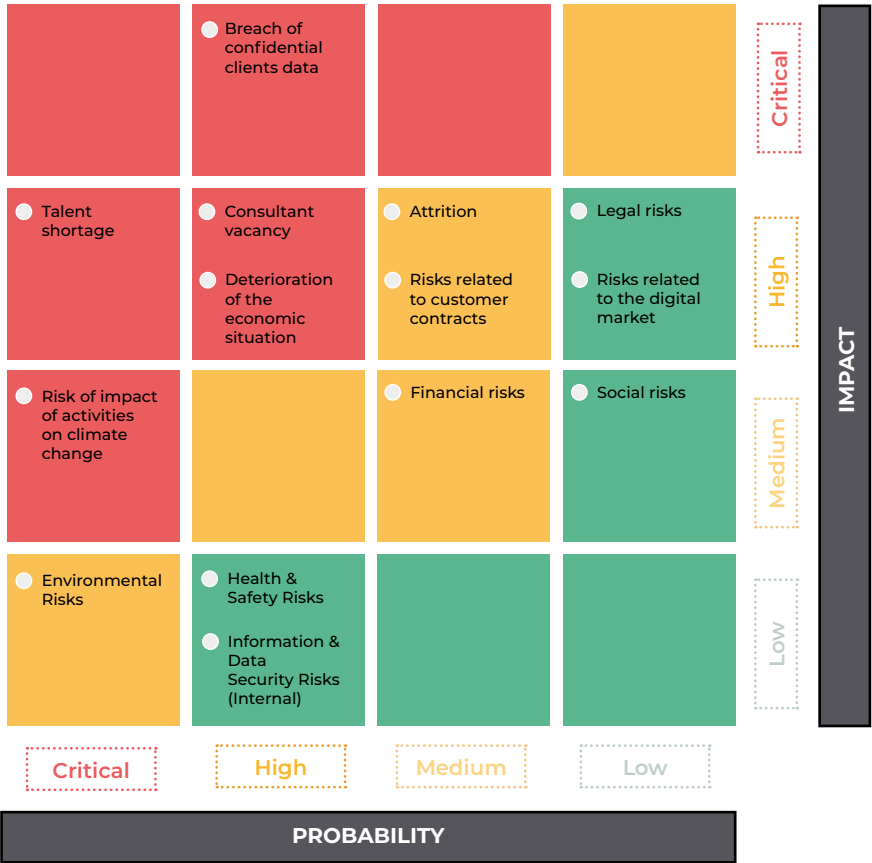 Breach of
confidential
clients data
Critical
Talent
shortage
Consultant
vacancy
Deterioration
of the
economic
situation
Attrition
Risks related
to customer
contracts
Legal risks
Risks related
to the digital
market
High
IMPACT
Risk of impact
of activities
on climate
change
Financial risks
Social risks
Medium
Environmental
Risks
Health &
Safety Risks
Information &
Data
Security Risks
(Internal)
Low
Critical
High
Medium
Low
PROBABILITY